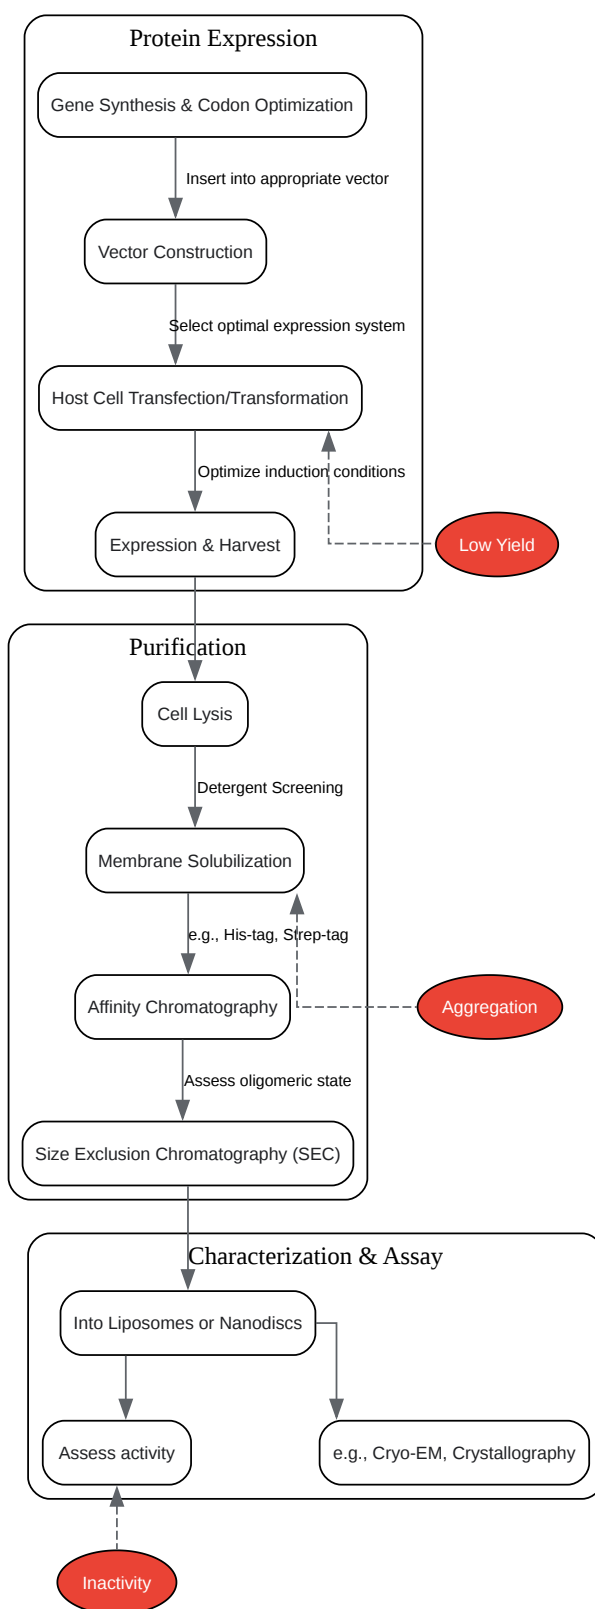 Protein Expression
Gene Synthesis & Codon Optimization
Insert into appropriate vector
Vector Construction
Select optimal expression system
Host Cell Transfection/Transformation
Optimize induction conditions
Expression & Harvest
Low Yield
Purification
Cell Lysis
Detergent Screening
Membrane Solubilization
e.g., His-tag, Strep-tag
Affinity Chromatography
Aggregation
Assess oligomeric state
Size Exclusion Chromatography (SEC)
Characterization & Assay
Into Liposomes or Nanodiscs
Assess activity
e.g., Cryo-EM, Crystallography
Inactivity